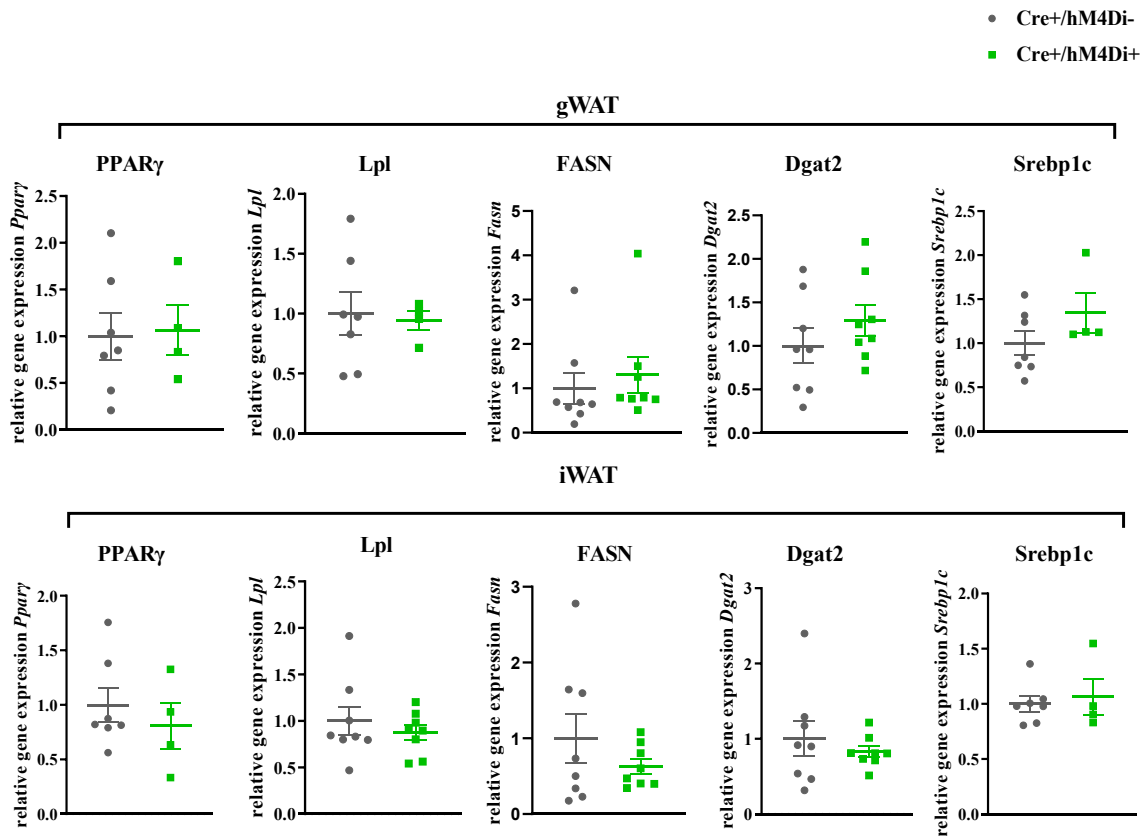 Cre+/hM4Di-
Cre+/hM4Di+
gWAT
PPARγ
relative gene expression Pparγ
2.5
2.0
1.5
1.0
0.5
0.0
Lpl
relative gene expression Lpl
2.0
1.5
1.0
0.5
0.0
FASN
relative gene expression Fasn
5
4
3
2
1
0
Dgat2
relative gene expression Dgat2
2.5
2.0
1.5
1.0
0.5
0.0
Srebp1c
relative gene expression Srebp1c
2.5
2.0
1.5
1.0
0.5
0.0
iWAT
PPARγ
relative gene expression Pparγ
2.0
1.5
1.0
0.5
0.0
Lpl
relative gene expression Lpl
2.5
2.0
1.5
1.0
0.5
0.0
FASN
relative gene expression Fasn
3
2
1
0
Dgat2
relative gene expression Dgat2
3
2
1
0
Srebp1c
relative gene expression Srebp1c
2.0
1.5
1.0
0.5
0.0